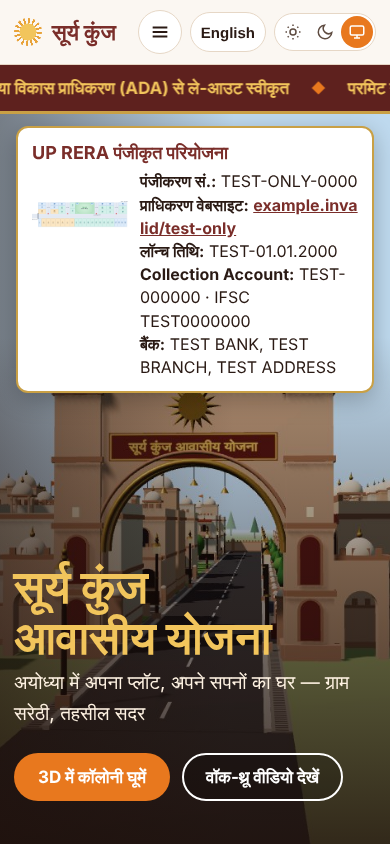 सूर्य कुंज
English
या विकास प्राधिकरण (ADA) से ले-आउट स्वीकृत ◆ परमिट
UP RERA पंजीकृत परियोजना
पंजीकरण सं.: TEST-ONLY-0000
प्राधिकरण वेबसाइट: example.inva
lid/test-only
लॉन्च तिथि: TEST-01.01.2000
Collection Account: TEST-
000000 · IFSC
TEST0000000
बैंक: TEST BANK, TEST
BRANCH, TEST ADDRESS
सूर्य कुंज आवासीय योजना
सूर्य कुंज
आवासीय योजना
अयोध्या में अपना प्लॉट, अपने सपनों का घर — ग्राम
सरेठी, तहसील सदर
3D में कॉलोनी घूमें
वॉक-थ्रू वीडियो देखें